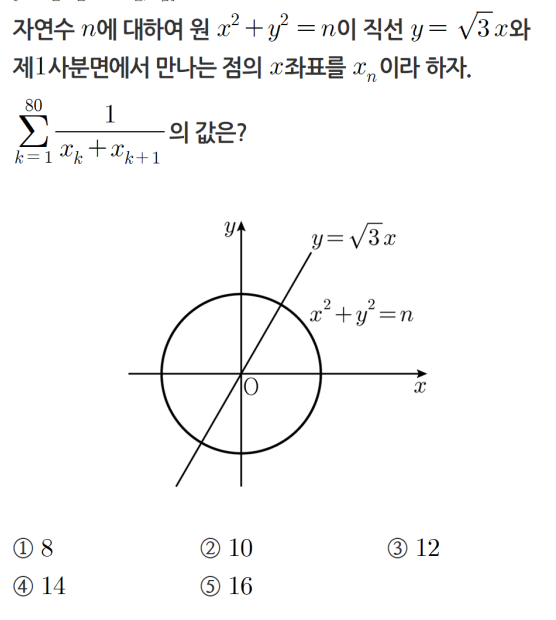 자연수 n에 대하여 원 x²+y²=n이 직선 y=√3x와
제1사분면에서 만나는 점의 x좌표를 xₙ이라 하자.
∑_{k=1}^{80} 1/(x_k+x_{k+1}) 의 값은?
y
y=√3x
x²+y²=n
O
x
① 8 ② 10 ③ 12
④ 14 ⑤ 16